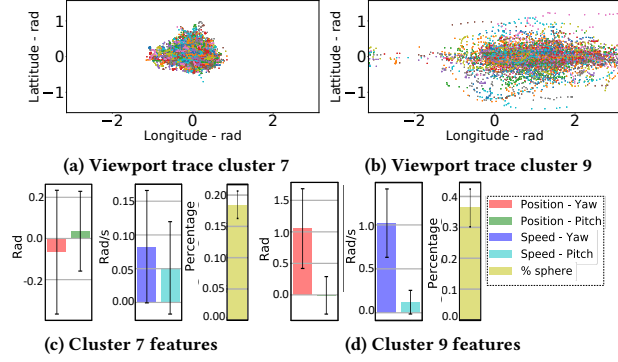 Lattitude - rad
1
0
−1
−2
0
2
Longitude - rad
(a) Viewport trace cluster 7
Lattitude - rad
1
0
−1
−2
0
2
Longitude - rad
(b) Viewport trace cluster 9
Rad
0.2
0.0
-0.2
Rad/s
0.15
0.10
0.05
0.00
Percentage
0.20
0.15
0.10
0.05
0.00
(c) Cluster 7 features
Rad
2
1
0
Rad/s
1.0
0.5
0.0
Percentage
0.4
0.3
0.2
0.1
0.0
(d) Cluster 9 features
Position - Yaw
Position - Pitch
Speed - Yaw
Speed - Pitch
% sphere